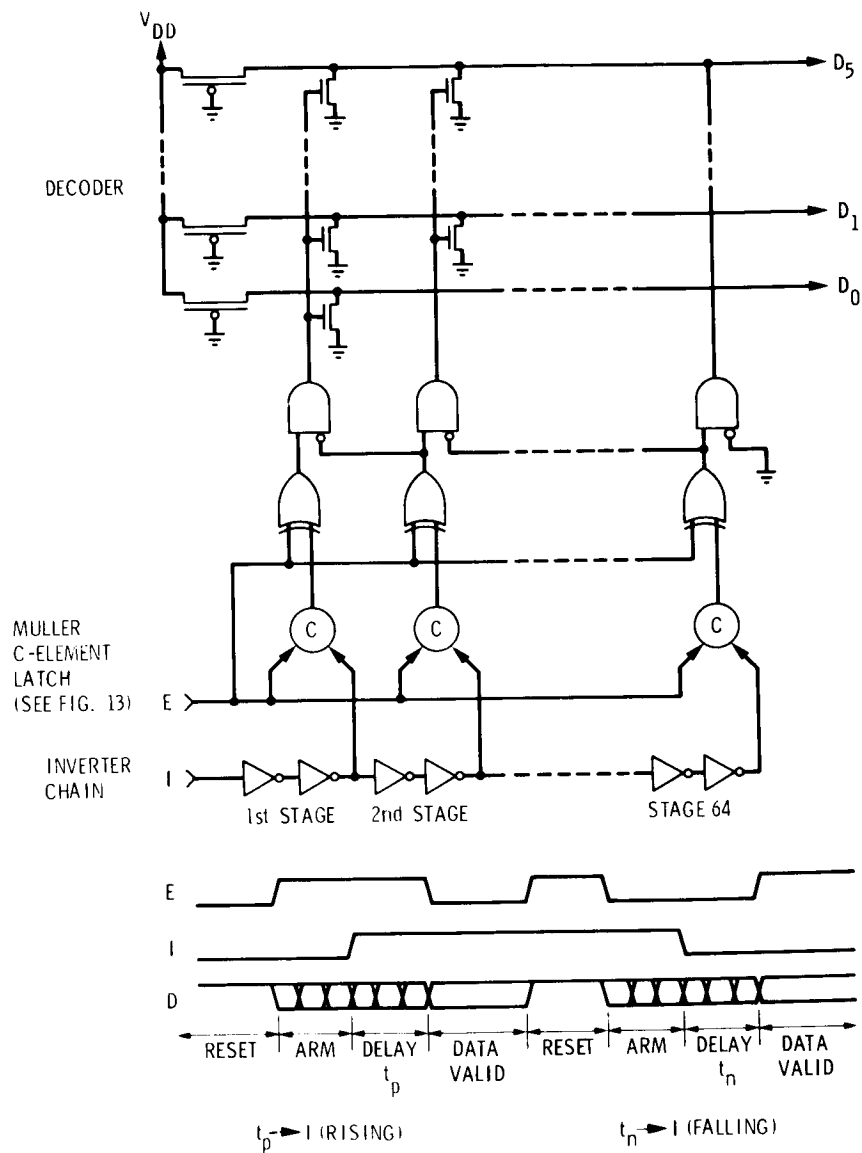 V DD
D5
DECODER
D1
D0
MULLER
C-ELEMENT
LATCH
(SEE FIG. 13) E
C C C
INVERTER
CHAIN
I
1st STAGE 2nd STAGE STAGE 64
E
I
D
RESET ARM DELAY DATA RESET ARM DELAY DATA
tp VALID tn VALID
tp → I (RISING) tn → I (FALLING)